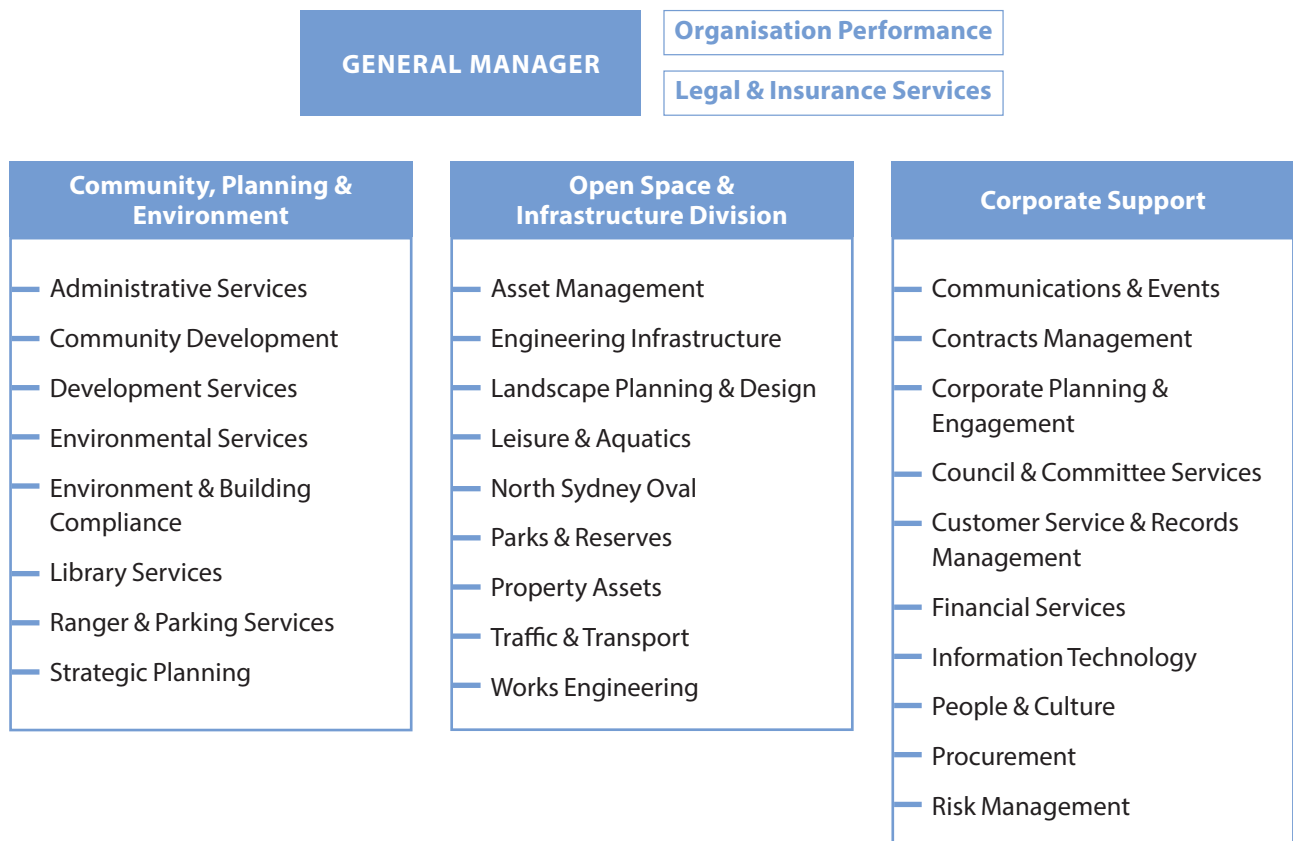 GENERAL MANAGER
Organisation Performance
Legal & Insurance Services
Community, Planning &
Environment
Administrative Services
Community Development
Development Services
Environmental Services
Environment & Building
Compliance
Library Services
Ranger & Parking Services
Strategic Planning
Open Space &
Infrastructure Division
Asset Management
Engineering Infrastructure
Landscape Planning & Design
Leisure & Aquatics
North Sydney Oval
Parks & Reserves
Property Assets
Traffic & Transport
Works Engineering
Corporate Support
Communications & Events
Contracts Management
Corporate Planning &
Engagement
Council & Committee Services
Customer Service & Records
Management
Financial Services
Information Technology
People & Culture
Procurement
Risk Management